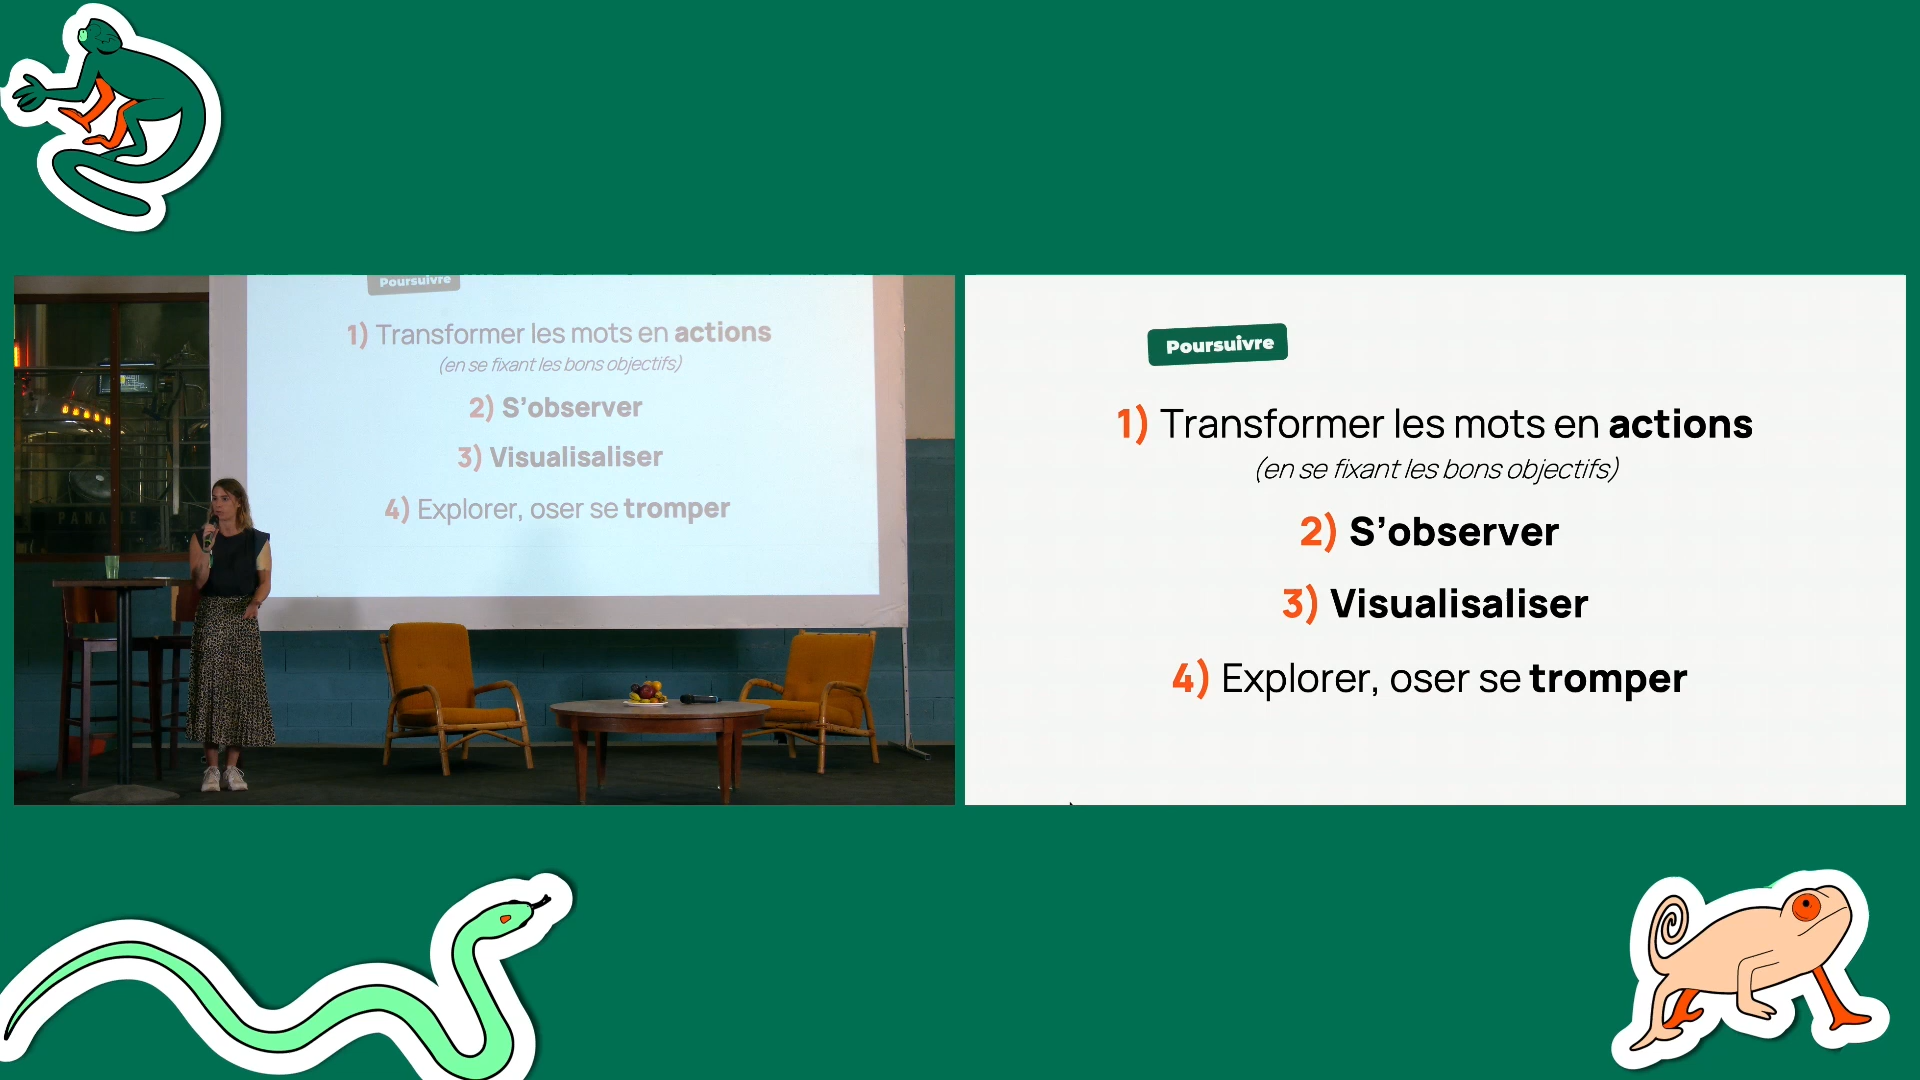 Poursuivre
1) Transformer les mots en actions
(en se fixant les bons objectifs)
2) S’observer
3) Visualisaliser
4) Explorer, oser se tromper
PANAME
Poursuivre
1) Transformer les mots en actions
(en se fixant les bons objectifs)
2) S’observer
3) Visualisaliser
4) Explorer, oser se tromper